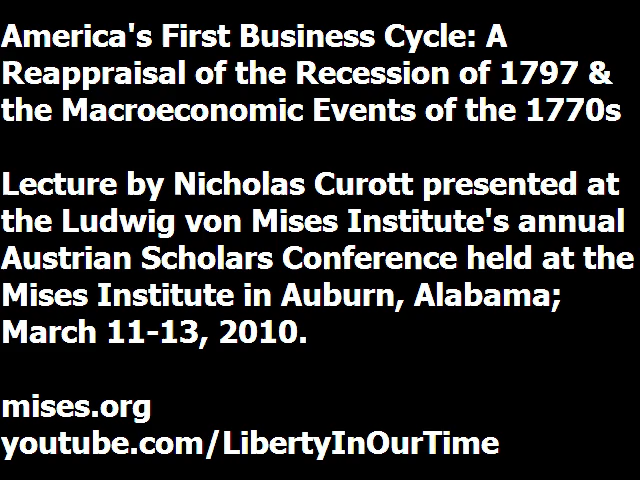 America's First Business Cycle: A
Reappraisal of the Recession of 1797 &
the Macroeconomic Events of the 1770s
Lecture by Nicholas Curott presented at
the Ludwig von Mises Institute's annual
Austrian Scholars Conference held at the
Mises Institute in Auburn, Alabama;
March 11-13, 2010.
mises.org
youtube.com/LibertyInOurTime